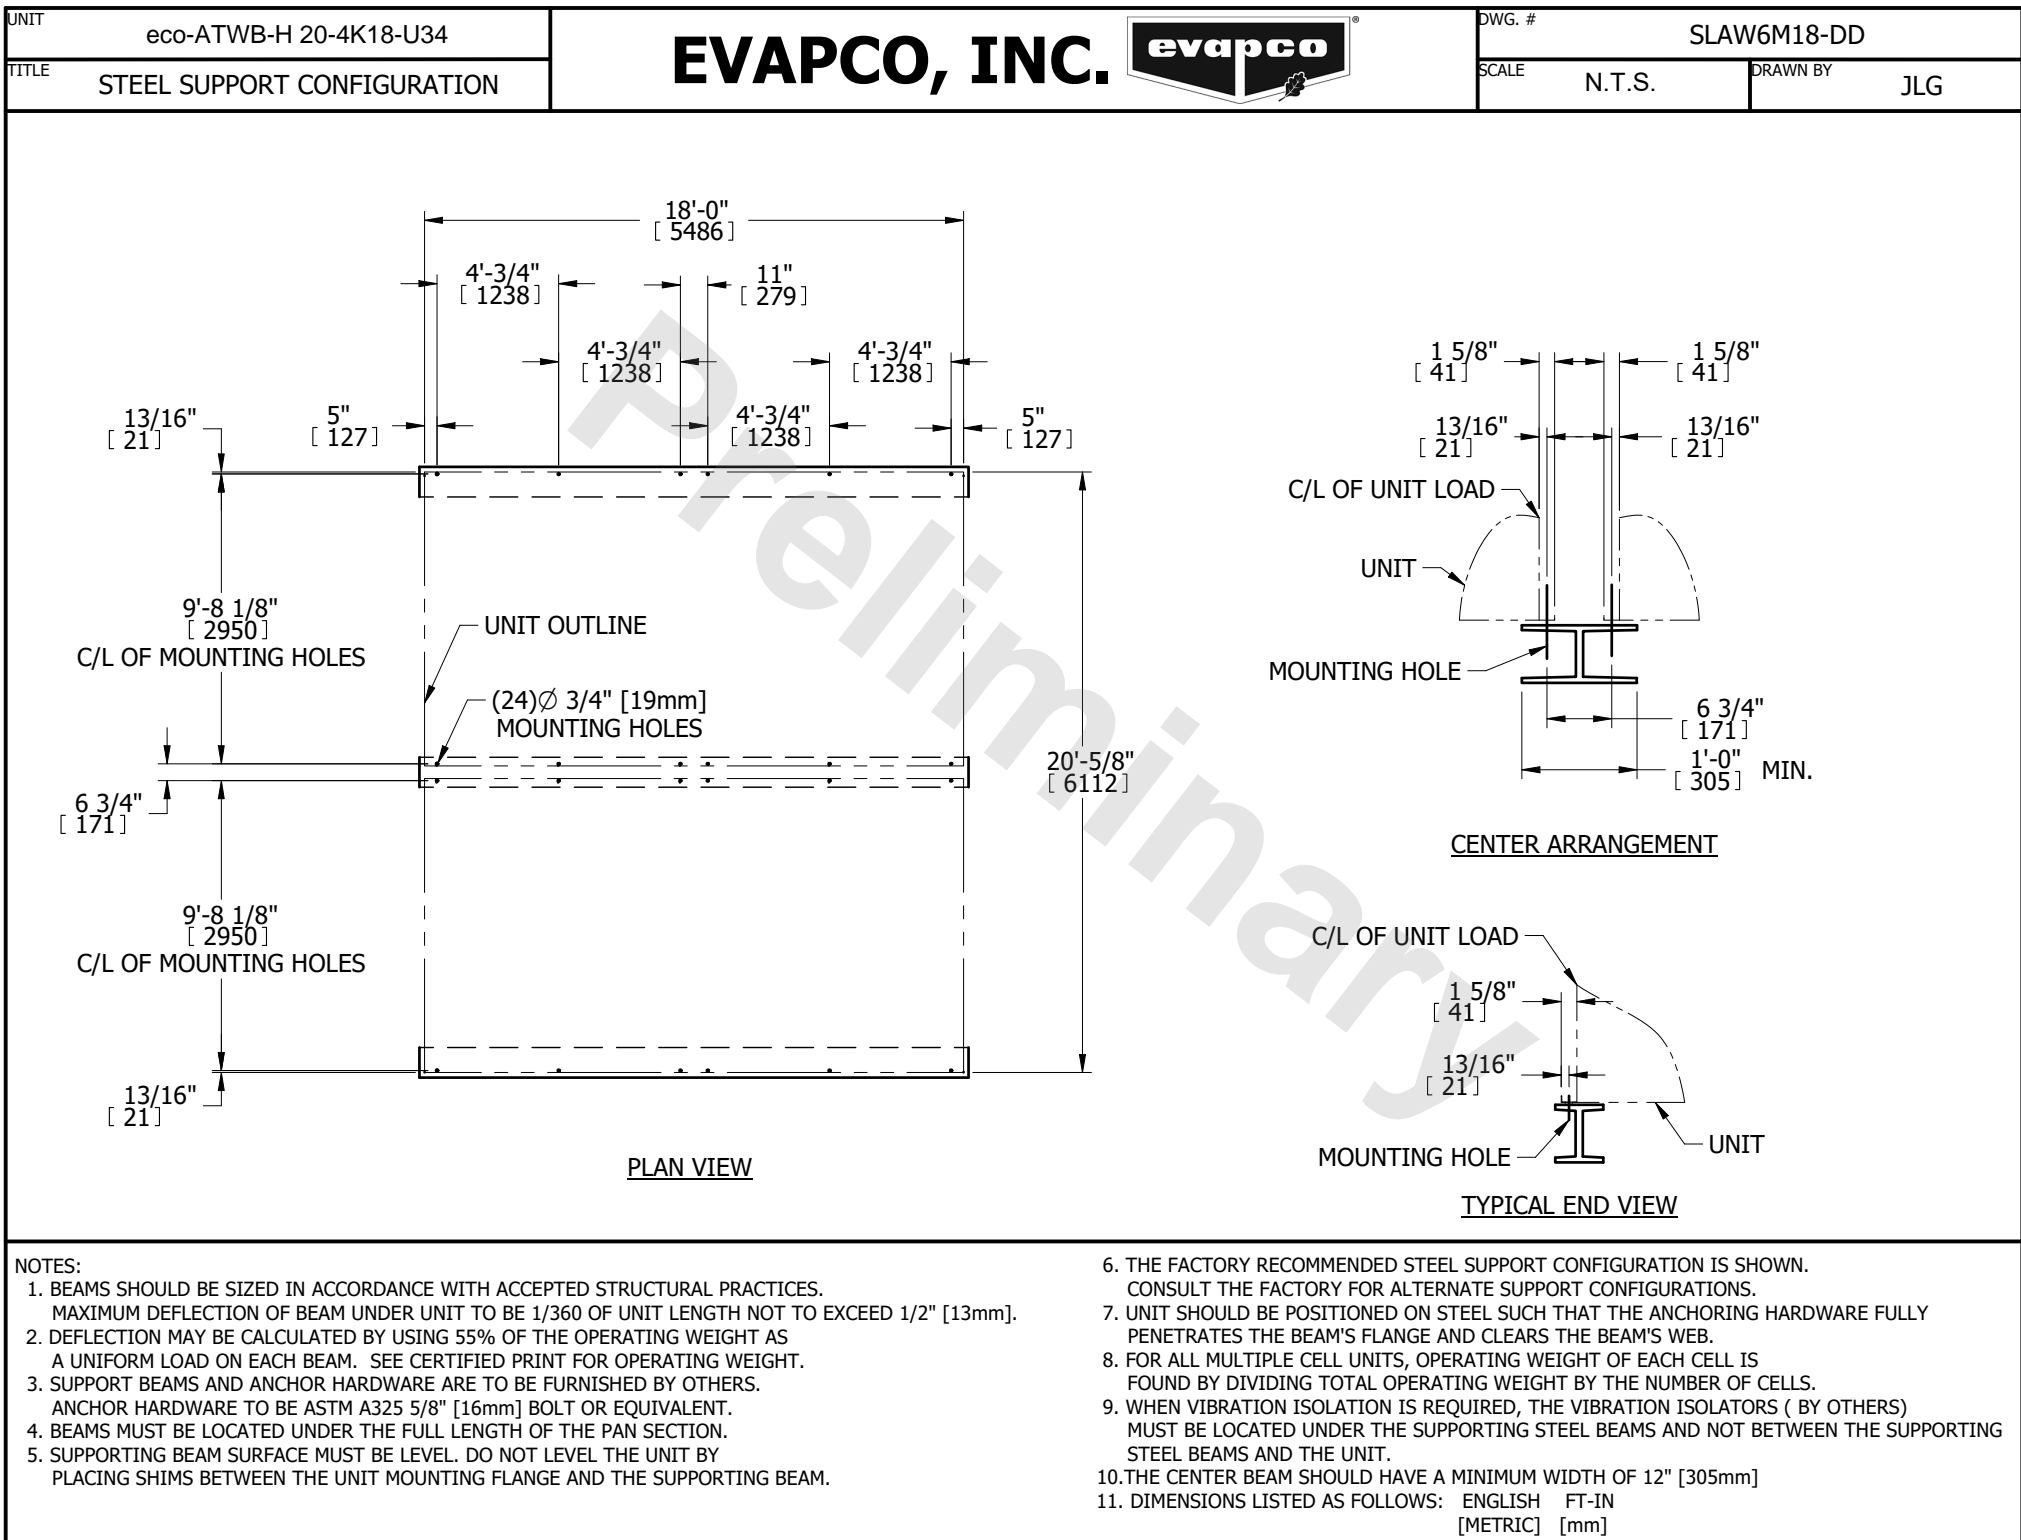 UNIT
eco-ATWB-H 20-4K18-U34
TITLE
STEEL SUPPORT CONFIGURATION
EVAPCO, INC.
evapco
®
DWG. #
SLAW6M18-DD
SCALE
N.T.S.
DRAWN BY
JLG
18'-0"
[ 5486 ]
4'-3/4"
[ 1238 ]
11"
[ 279 ]
4'-3/4"
[ 1238 ]
4'-3/4"
[ 1238 ]
13/16"
[ 21 ]
5"
[ 127 ]
4'-3/4"
[ 1238 ]
5"
[ 127 ]
9'-8 1/8"
[ 2950 ]
C/L OF MOUNTING HOLES
UNIT OUTLINE
(24)∅ 3/4" [19mm]
MOUNTING HOLES
6 3/4"
[ 171 ]
20'-5/8"
[ 6112 ]
9'-8 1/8"
[ 2950 ]
C/L OF MOUNTING HOLES
13/16"
[ 21 ]
PLAN VIEW
Preliminary
1 5/8"
[ 41 ]
1 5/8"
[ 41 ]
13/16"
[ 21 ]
13/16"
[ 21 ]
C/L OF UNIT LOAD
UNIT
MOUNTING HOLE
6 3/4"
[ 171 ]
1'-0"
[ 305 ]
MIN.
CENTER ARRANGEMENT
C/L OF UNIT LOAD
1 5/8"
[ 41 ]
13/16"
[ 21 ]
MOUNTING HOLE
UNIT
TYPICAL END VIEW
NOTES:
1. BEAMS SHOULD BE SIZED IN ACCORDANCE WITH ACCEPTED STRUCTURAL PRACTICES.
MAXIMUM DEFLECTION OF BEAM UNDER UNIT TO BE 1/360 OF UNIT LENGTH NOT TO EXCEED 1/2" [13mm].
2. DEFLECTION MAY BE CALCULATED BY USING 55% OF THE OPERATING WEIGHT AS
A UNIFORM LOAD ON EACH BEAM. SEE CERTIFIED PRINT FOR OPERATING WEIGHT.
3. SUPPORT BEAMS AND ANCHOR HARDWARE ARE TO BE FURNISHED BY OTHERS.
ANCHOR HARDWARE TO BE ASTM A325 5/8" [16mm] BOLT OR EQUIVALENT.
4. BEAMS MUST BE LOCATED UNDER THE FULL LENGTH OF THE PAN SECTION.
5. SUPPORTING BEAM SURFACE MUST BE LEVEL. DO NOT LEVEL THE UNIT BY
PLACING SHIMS BETWEEN THE UNIT MOUNTING FLANGE AND THE SUPPORTING BEAM.
6. THE FACTORY RECOMMENDED STEEL SUPPORT CONFIGURATION IS SHOWN.
CONSULT THE FACTORY FOR ALTERNATE SUPPORT CONFIGURATIONS.
7. UNIT SHOULD BE POSITIONED ON STEEL SUCH THAT THE ANCHORING HARDWARE FULLY
PENETRATES THE BEAM'S FLANGE AND CLEARS THE BEAM'S WEB.
8. FOR ALL MULTIPLE CELL UNITS, OPERATING WEIGHT OF EACH CELL IS
FOUND BY DIVIDING TOTAL OPERATING WEIGHT BY THE NUMBER OF CELLS.
9. WHEN VIBRATION ISOLATION IS REQUIRED, THE VIBRATION ISOLATORS ( BY OTHERS)
MUST BE LOCATED UNDER THE SUPPORTING STEEL BEAMS AND NOT BETWEEN THE SUPPORTING
STEEL BEAMS AND THE UNIT.
10.THE CENTER BEAM SHOULD HAVE A MINIMUM WIDTH OF 12" [305mm]
11. DIMENSIONS LISTED AS FOLLOWS: ENGLISH FT-IN
[METRIC] [mm]